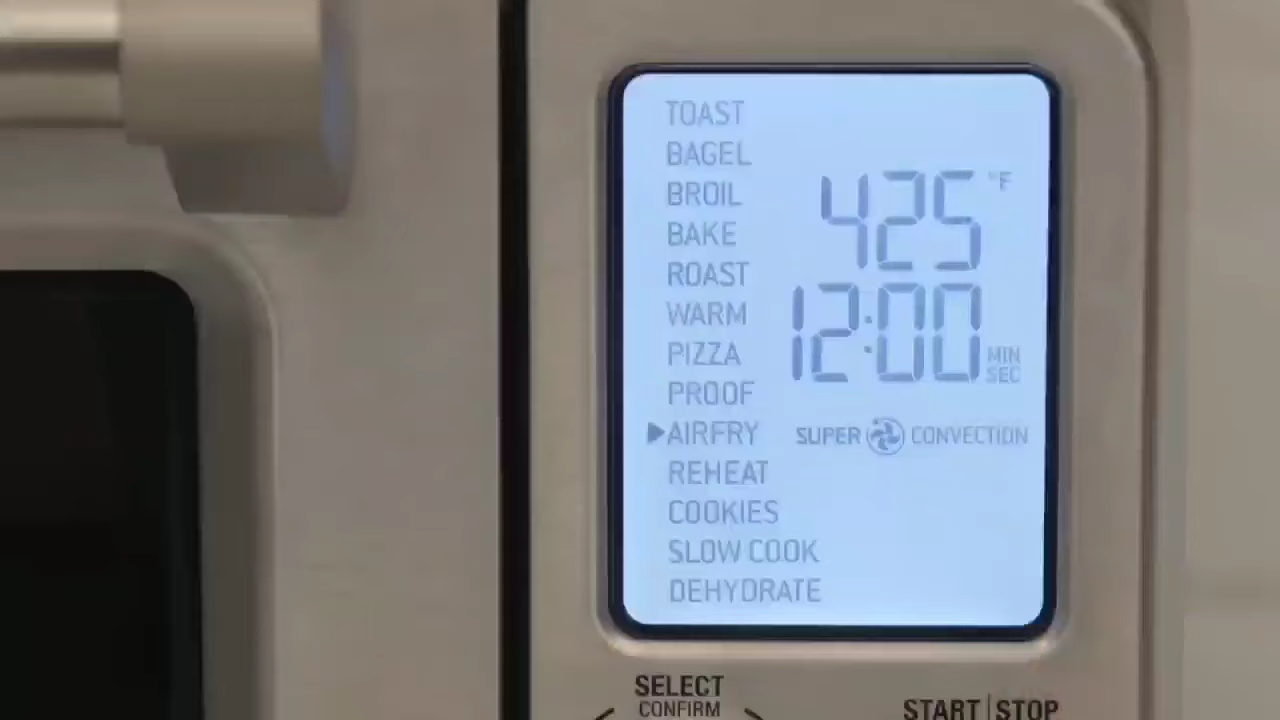 TOAST
BAGEL
BROIL
BAKE
ROAST
WARM
PIZZA
PROOF
AIRFRY
REHEAT
COOKIES
SLOW COOK
DEHYDRATE
425 °F
12:00 MIN SEC
SUPER CONVECTION
SELECT
CONFIRM
START|STOP